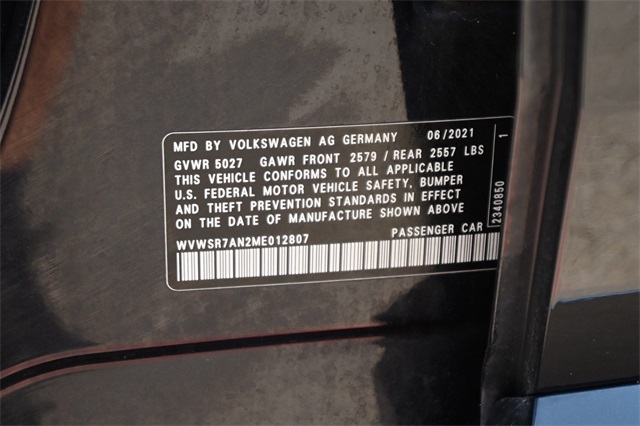 MFD BY VOLKSWAGEN AG GERMANY 06/2021
GVWR 5027 GAWR FRONT 2579 / REAR 2557 LBS
THIS VEHICLE CONFORMS TO ALL APPLICABLE
U.S. FEDERAL MOTOR VEHICLE SAFETY, BUMPER
AND THEFT PREVENTION STANDARDS IN EFFECT
ON THE DATE OF MANUFACTURE SHOWN ABOVE
WVWSR7AN2ME012807 PASSENGER CAR
2340850 1